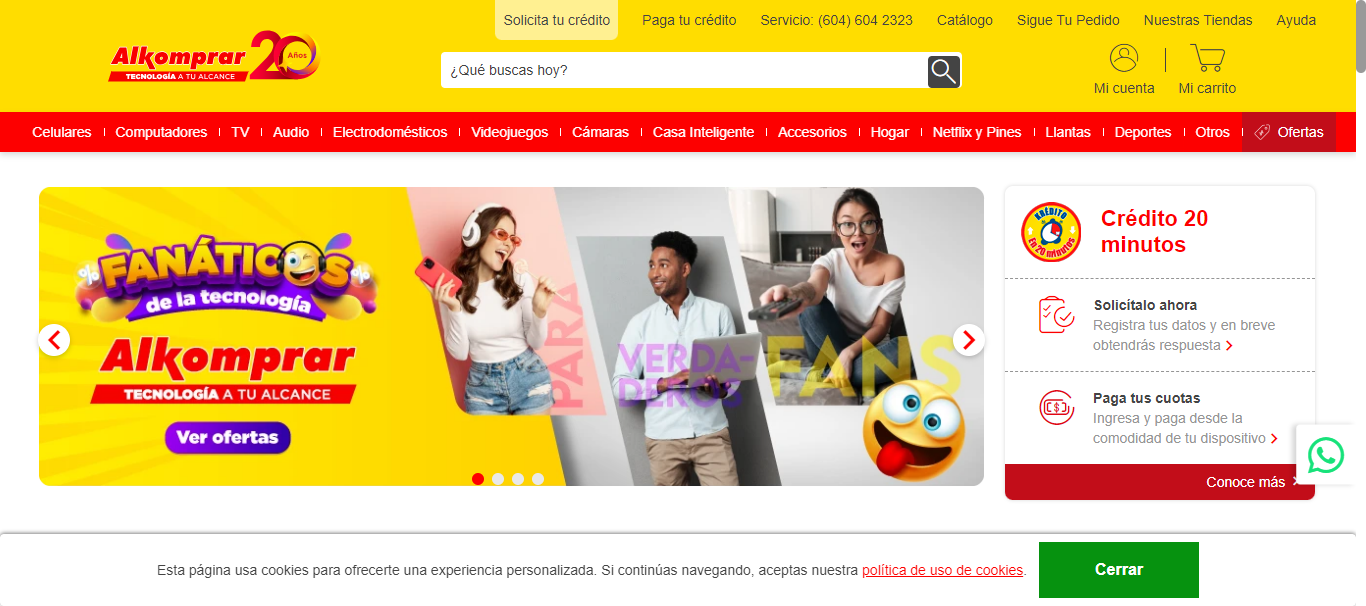 Solicita tu crédito
Paga tu crédito
Servicio: (604) 604 2323
Catálogo
Sigue Tu Pedido
Nuestras Tiendas
Ayuda
Alkomprar 20 Años
TECNOLOGÍA A TU ALCANCE
¿Qué buscas hoy?
Mi cuenta
Mi carrito
Celulares
Computadores
TV
Audio
Electrodomésticos
Videojuegos
Cámaras
Casa Inteligente
Accesorios
Hogar
Netflix y Pines
Llantas
Deportes
Otros
Ofertas
% FANÁTICOS %
de la tecnología
Alkomprar
TECNOLOGÍA A TU ALCANCE
Ver ofertas
PARA
VERDA-
DEROS
FANS
KRÉDITO
En 20 minutos
Crédito 20
minutos
Solicítalo ahora
Registra tus datos y en breve
obtendrás respuesta
Paga tus cuotas
Ingresa y paga desde la
comodidad de tu dispositivo
Conoce más
Esta página usa cookies para ofrecerte una experiencia personalizada. Si continúas navegando, aceptas nuestra política de uso de cookies.
Cerrar